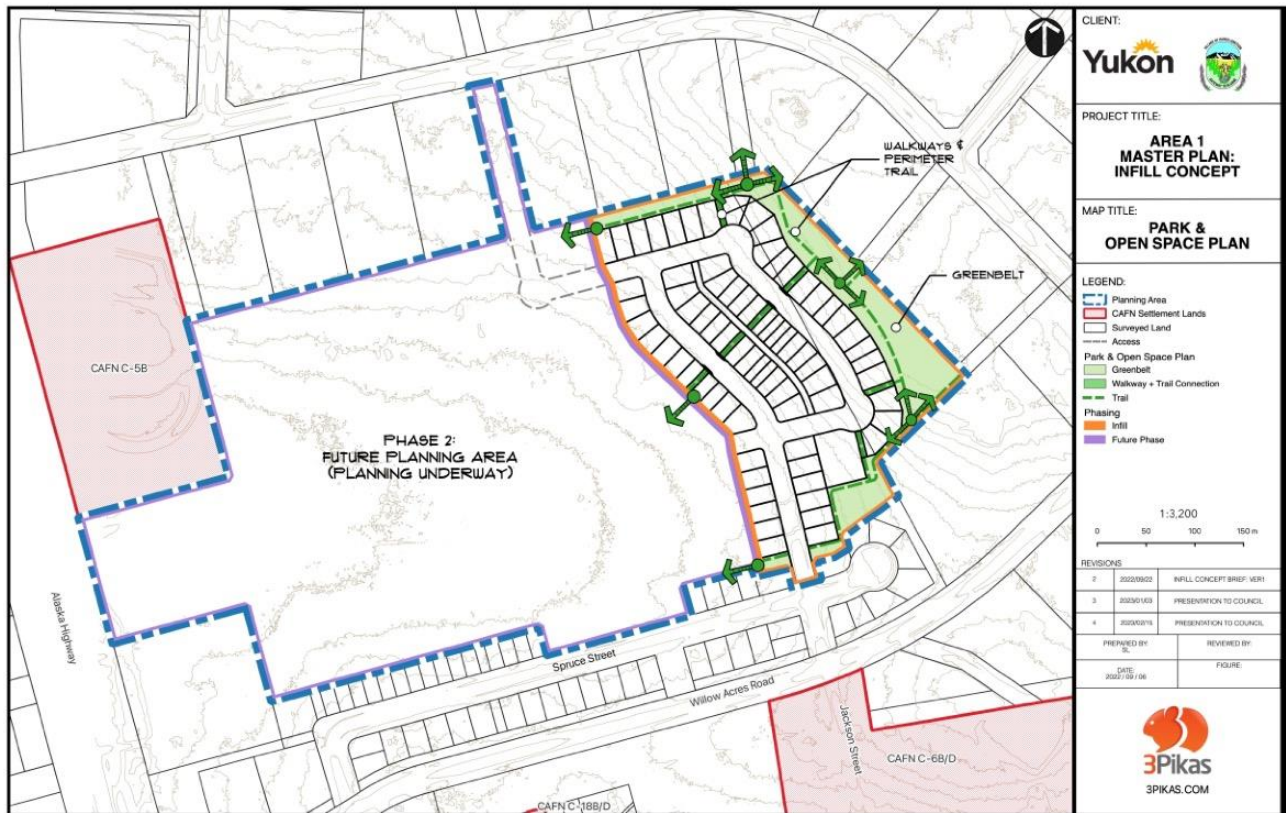 WALKWAYS &
PERIMETER
TRAIL
GREENBELT
CAFN C-5B
PHASE 2:
FUTURE PLANNING AREA
(PLANNING UNDERWAY)
Alaska Highway
Spruce Street
Willow Acres Road
Jackson Street
CAFN C-6B/D
CAFN C-18B/D
CLIENT:
Yukon
PROJECT TITLE:
AREA 1
MASTER PLAN:
INFILL CONCEPT
MAP TITLE:
PARK &
OPEN SPACE PLAN
LEGEND:
Planning Area
CAFN Settlement Lands
Surveyed Land
Access
Park & Open Space Plan
Greenbelt
Walkway + Trail Connection
Trail
Phasing
Infill
Future Phase
1:3,200
0 50 100 150 m
REVISIONS
2 2022/09/22 INFILL CONCEPT BRIEF: VER1
3 2023/01/03 PRESENTATION TO COUNCIL
4 PRESENTATION TO COUNCIL
PREPARED BY: REVIEWED BY:
SL
DATE: FIGURE:
2022 / 09 / 06
3Pikas
3PIKAS.COM